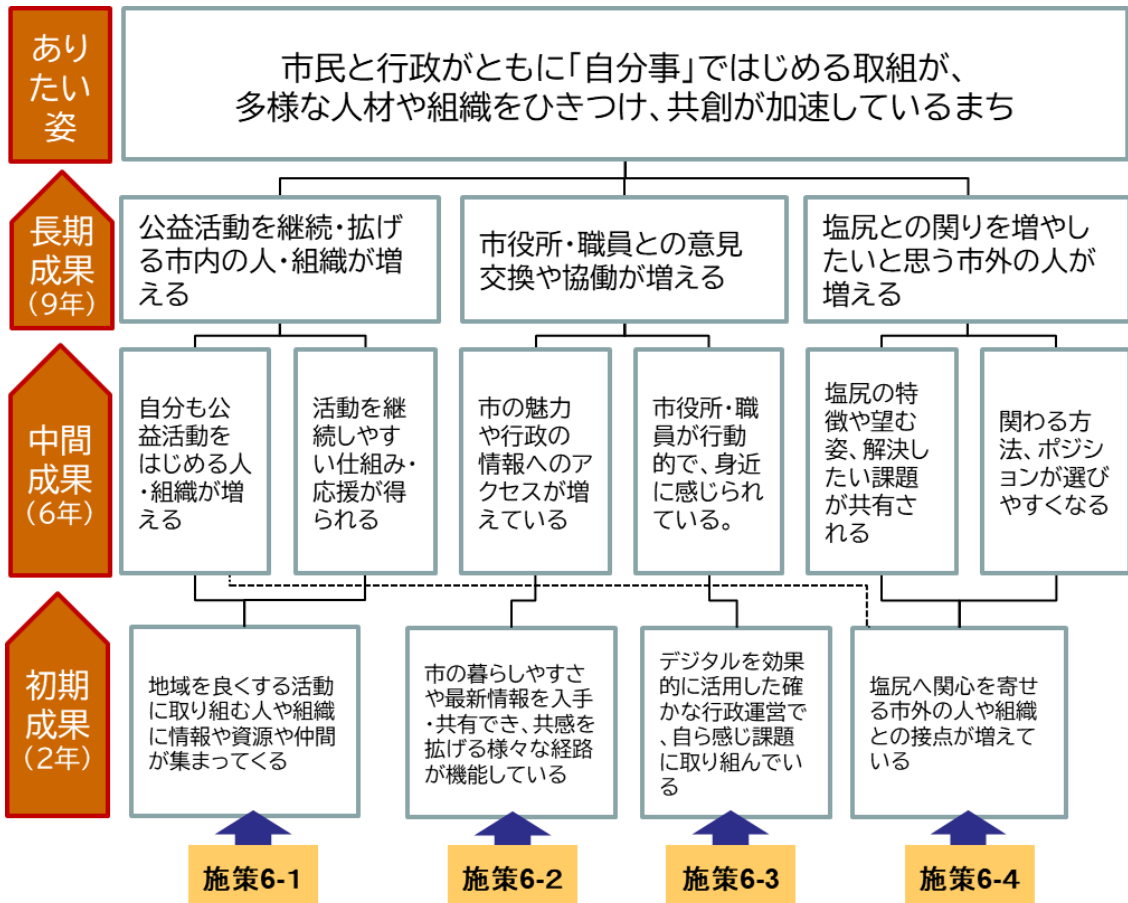 ありたい姿
市民と行政がともに「自分事」ではじめる取組が、
多様な人材や組織をひきつけ、共創が加速しているまち
長期
成果
(9年)
公益活動を継続・拡げ
る市内の人・組織が増
える
市役所・職員との意見
交換や協働が増える
塩尻との関りを増やし
たいと思う市外の人が
増える
中間
成果
(6年)
自分も公
益活動を
はじめる人
・組織が増
える
活動を継
続しやす
い仕組み・
応援が得
られる
市の魅力
や行政の
情報へのア
クセスが増
えている
市役所・職
員が行動
的で、身近
に感じられ
ている。
塩尻の特
徴や望む
姿、解決し
たい課題
が共有さ
れる
関わる方
法、ポジシ
ョンが選び
やすくなる
初期
成果
(2年)
地域を良くする活動
に取り組む人や組織
に情報や資源や仲間
が集まってくる
市の暮らしやすさ
や最新情報を入手
・共有でき、共感を
拡げる様々な経路
が機能している
デジタルを効果
的に活用した確
かな行政運営で
、自ら感じ課題
に取り組んでい
る
塩尻へ関心を寄せ
る市外の人や組織
との接点が増えて
いる
施策6-1
施策6-2
施策6-3
施策6-4